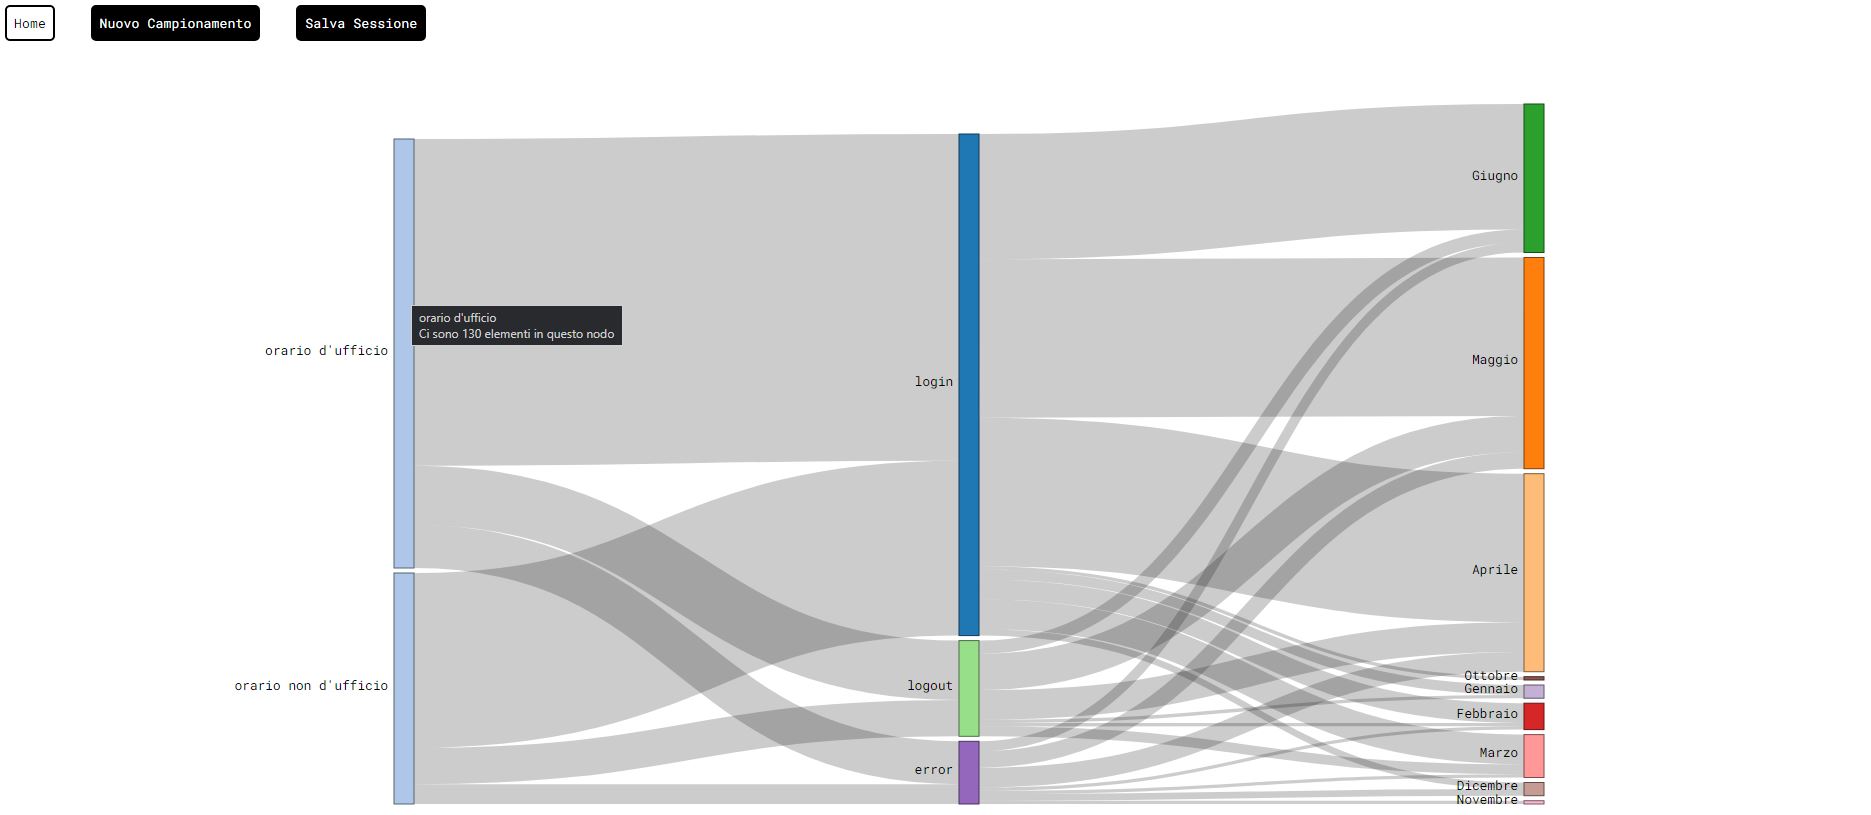 Home
Nuovo Campionamento
Salva Sessione
orario d'ufficio
Ci sono 130 elementi in questo nodo
orario d'ufficio
orario non d'ufficio
login
logout
error
Giugno
Maggio
Aprile
Ottobre
Gennaio
Febbraio
Marzo
Dicembre
Novembre